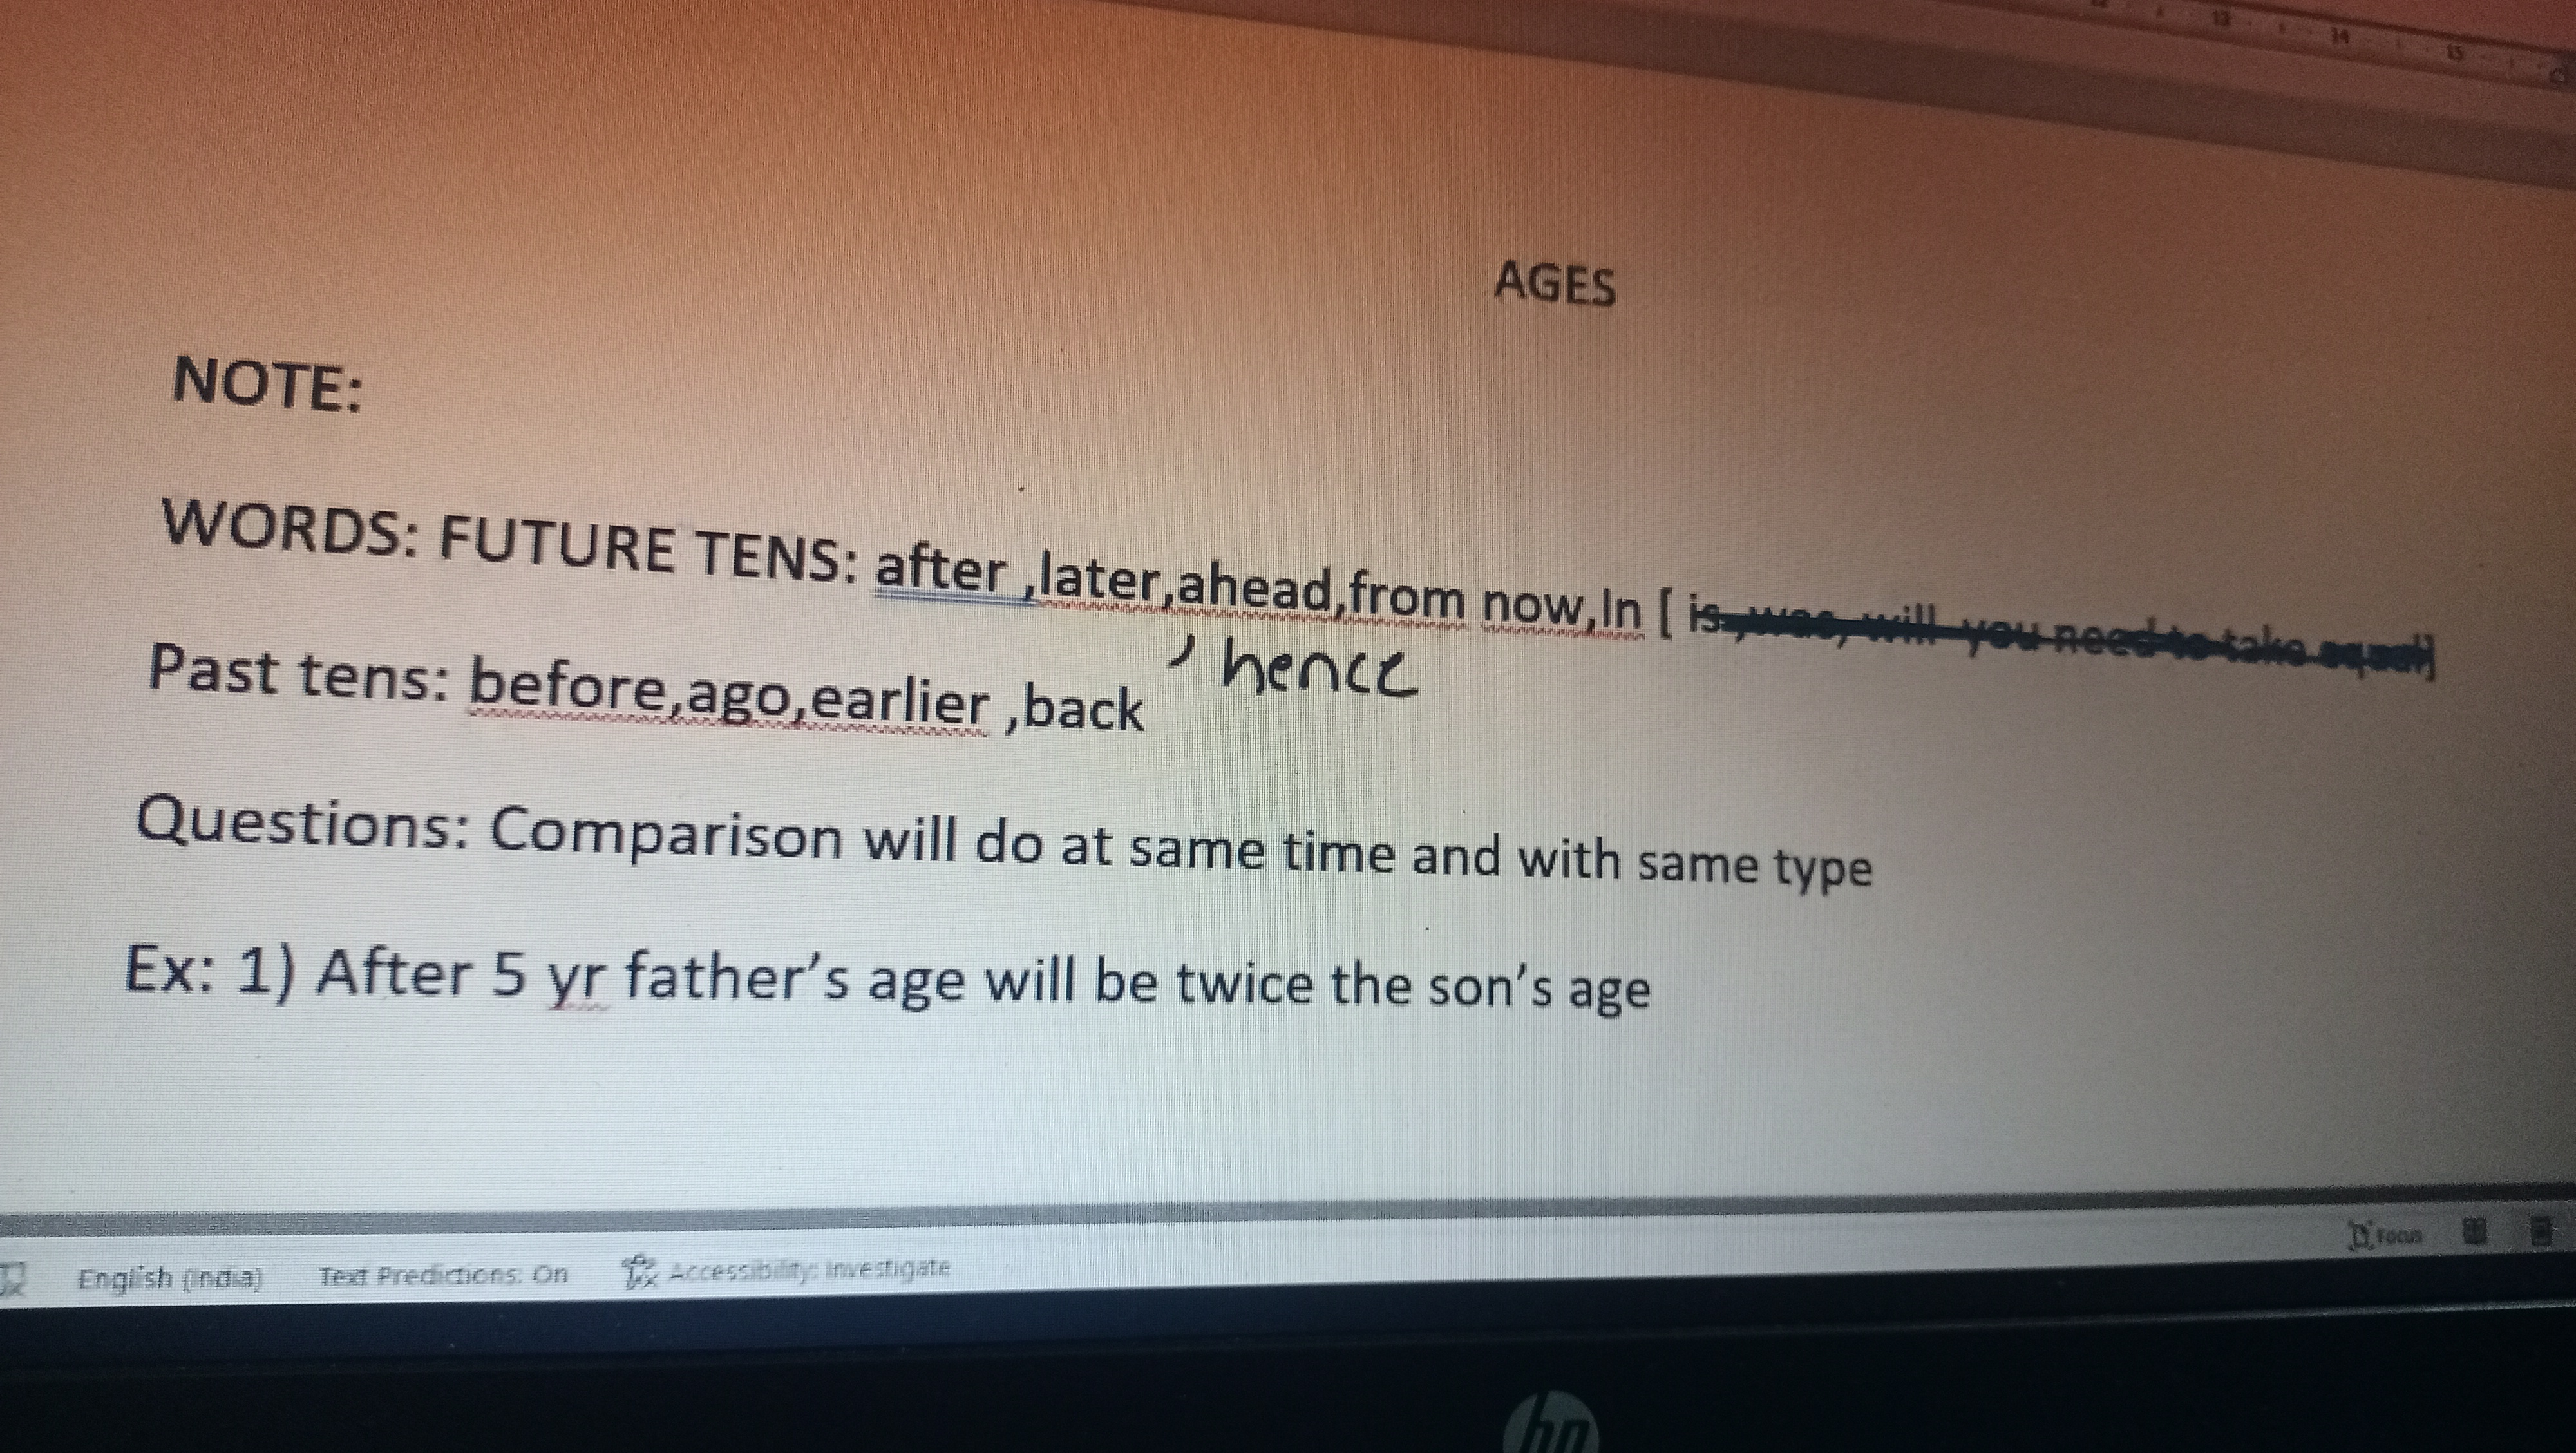 13 14 15
AGES
NOTE:
WORDS: FUTURE TENS: after ,later,ahead,from now,In [ is, was, will you need to take equal]
, hence
Past tens: before,ago,earlier ,back
Questions: Comparison will do at same time and with same type
Ex: 1) After 5 yr father's age will be twice the son's age
English (India) Text Predictions: On Accessibility: Investigate Focus
hp